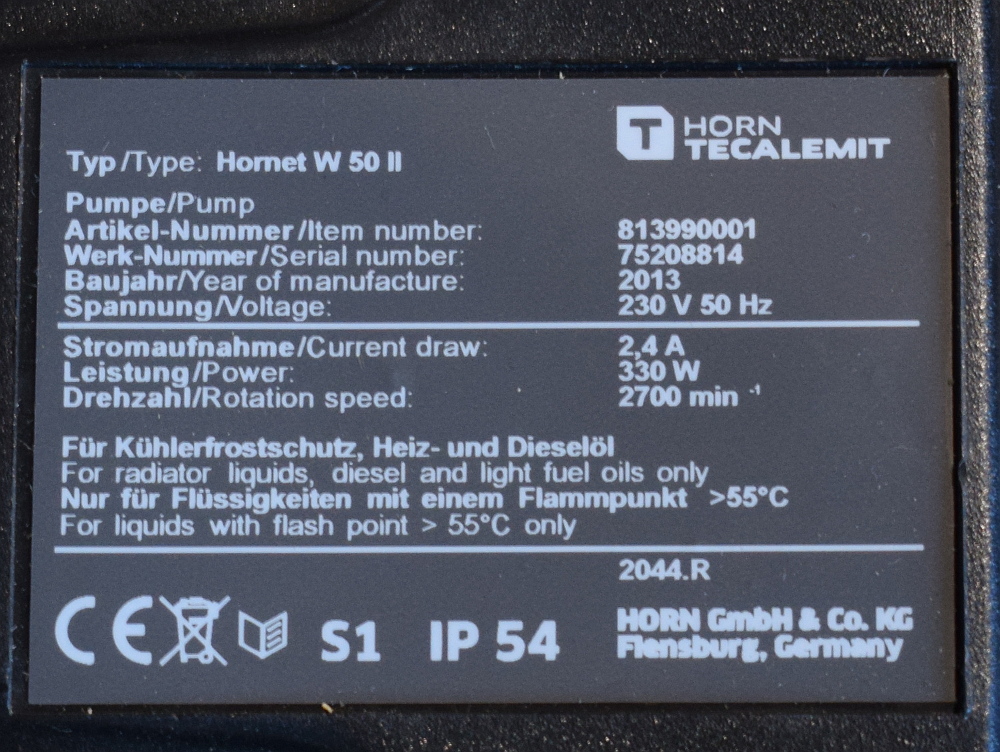 T HORN
TECALEMIT
Typ/Type: Hornet W 50 II
Pumpe/Pump
Artikel-Nummer/Item number: 813990001
Werk-Nummer/Serial number: 75208814
Baujahr/Year of manufacture: 2013
Spannung/Voltage: 230 V 50 Hz
Stromaufnahme/Current draw: 2,4 A
Leistung/Power: 330 W
Drehzahl/Rotation speed: 2700 min -1
Für Kühlerfrostschutz, Heiz- und Dieselöl
For radiator liquids, diesel and light fuel oils only
Nur für Flüssigkeiten mit einem Flammpunkt >55°C
For liquids with flash point > 55°C only
2044.R
CE S1 IP 54
HORN GmbH & Co. KG
Flensburg, Germany